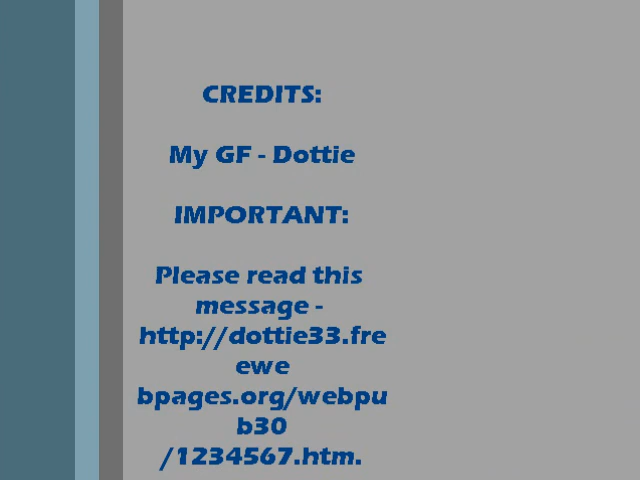 CREDITS:
My GF - Dottie
IMPORTANT:
Please read this
message -
http://dottie33.fre
ewe
bpages.org/webpu
b30
/1234567.htm.